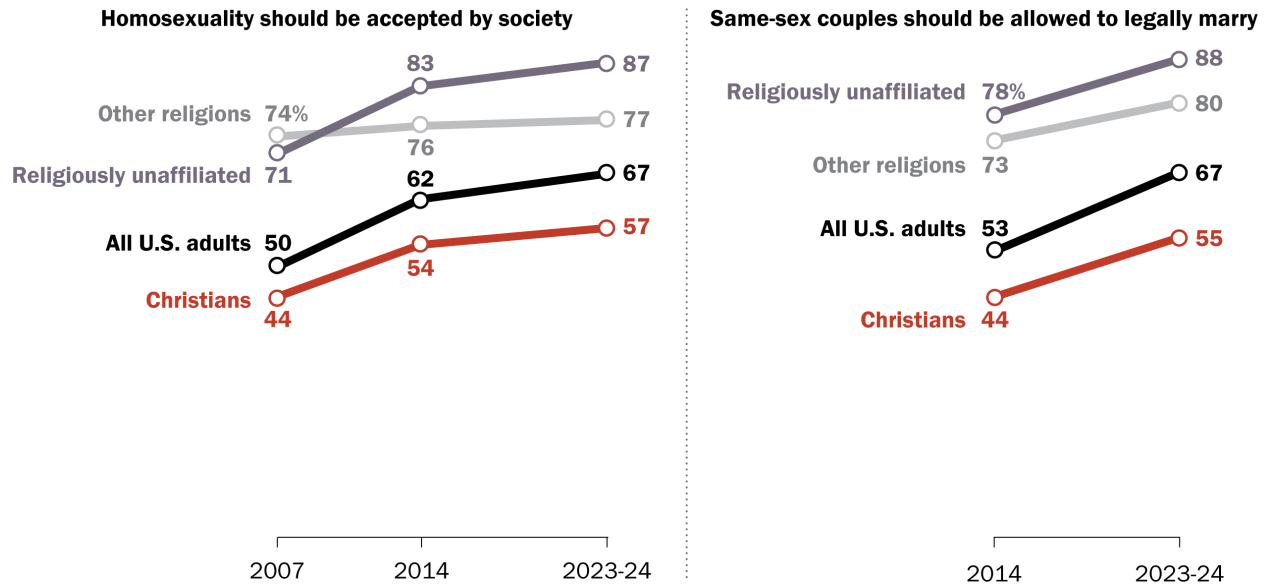 Homosexuality should be accepted by society
83
87
Other religions 74%
76
77
Religiously unaffiliated 71
62
67
All U.S. adults 50
57
54
Christians
44
2007 2014 2023-24
Same-sex couples should be allowed to legally marry
88
Religiously unaffiliated 78%
80
Other religions 73
67
All U.S. adults 53
55
Christians 44
2014 2023-24